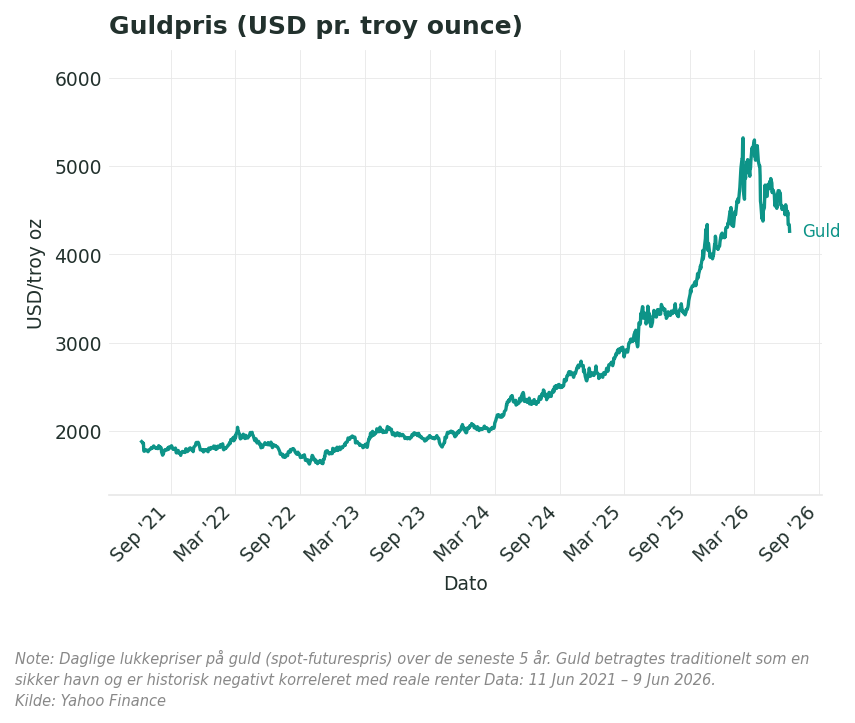 Guldpris (USD pr. troy ounce)
6000
5000
4000
3000
2000
USD/troy oz
Guld
Sep '21
Mar '22
Sep '22
Mar '23
Sep '23
Mar '24
Sep '24
Mar '25
Sep '25
Mar '26
Sep '26
Dato
Note: Daglige lukkepriser på guld (spot-futurespris) over de seneste 5 år. Guld betragtes traditionelt som en
sikker havn og er historisk negativt korreleret med reale renter Data: 11 Jun 2021 – 9 Jun 2026.
Kilde: Yahoo Finance